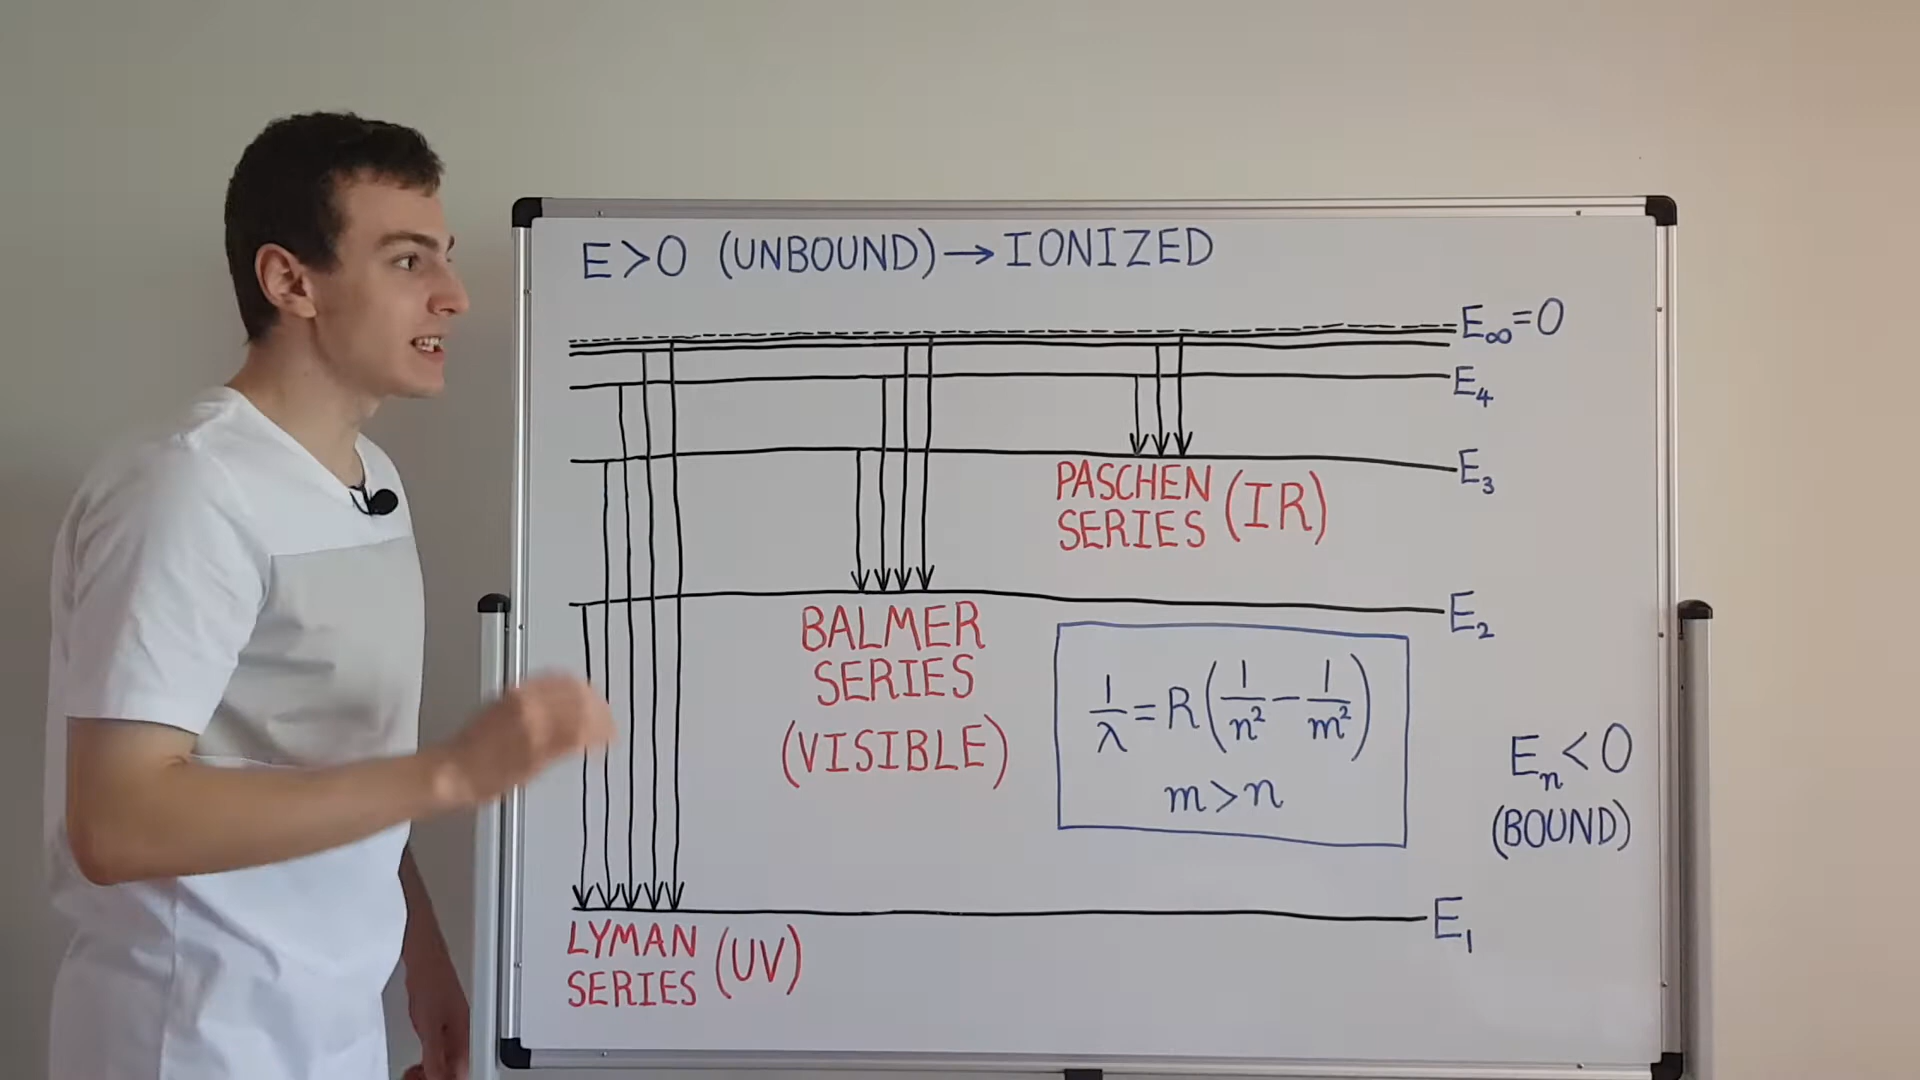 E>0 (UNBOUND)→IONIZED
E∞=0
E₄
E₃
PASCHEN
SERIES (IR)
E₂
BALMER
SERIES
(VISIBLE)
1/λ=R(1/n²−1/m²)
m>n
Eₙ<0
(BOUND)
E₁
LYMAN
SERIES (UV)